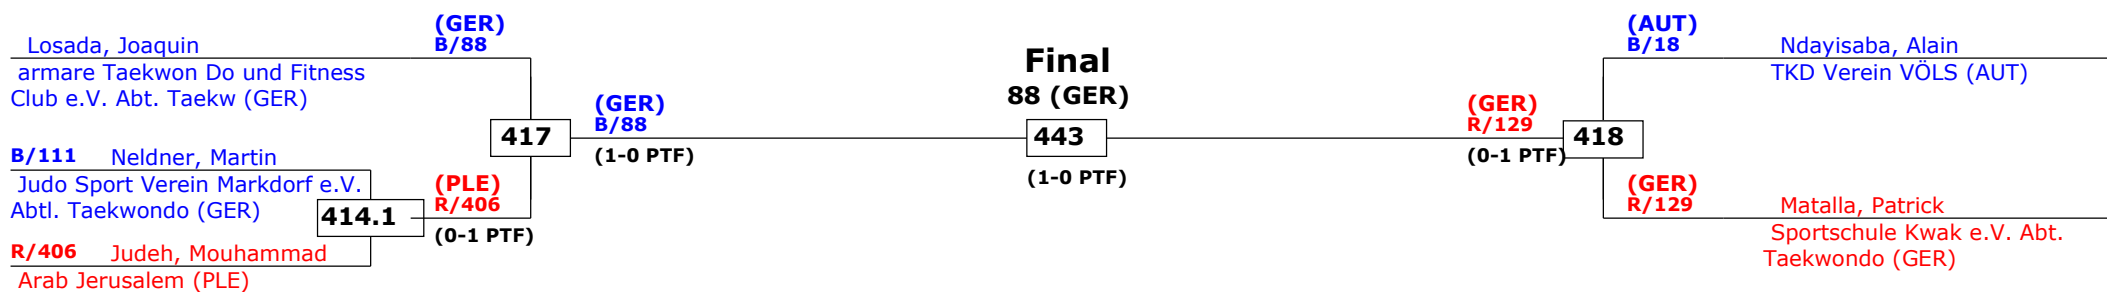 (GER)
B/88
Losada, Joaquin
armare Taekwon Do und Fitness
Club e.V. Abt. Taekw (GER)
417
B/111 Neldner, Martin
Judo Sport Verein Markdorf e.V.
Abtl. Taekwondo (GER)
414.1
(PLE)
R/406
(0-1 PTF)
R/406 Judeh, Mouhammad
Arab Jerusalem (PLE)
(GER)
B/88
(1-0 PTF)
Final
88 (GER)
443
(1-0 PTF)
(GER)
R/129
(0-1 PTF)
418
(AUT)
B/18
Ndayisaba, Alain
TKD Verein VÖLS (AUT)
(GER)
R/129
Matalla, Patrick
Sportschule Kwak e.V. Abt.
Taekwondo (GER)